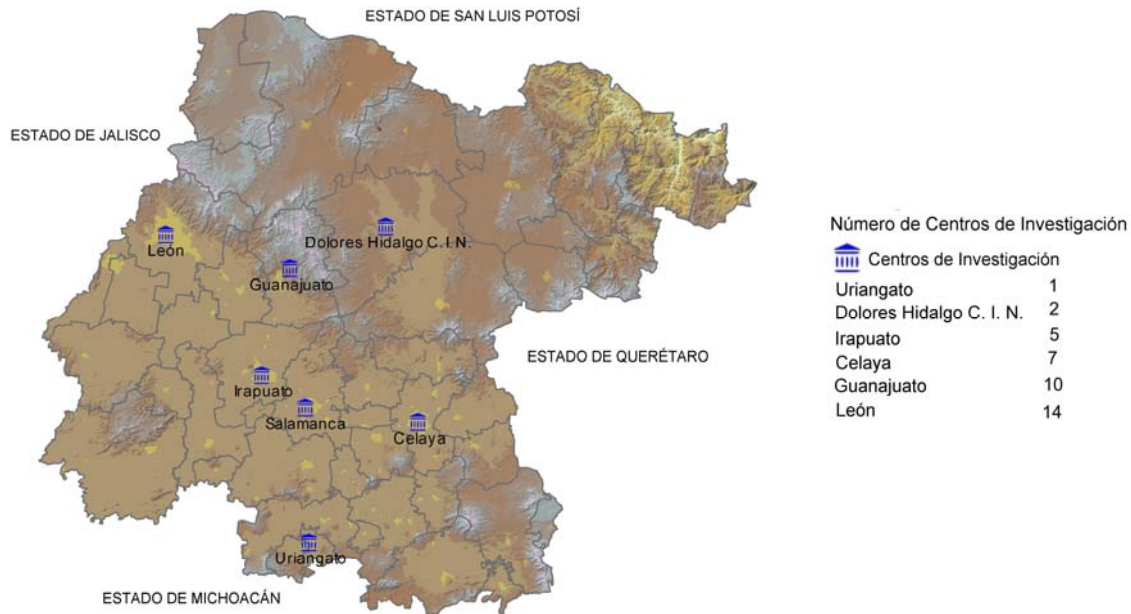 ESTADO DE SAN LUIS POTOSÍ
ESTADO DE JALISCO
León
Dolores Hidalgo C. I. N.
Guanajuato
ESTADO DE QUERÉTARO
Irapuato
Salamanca
Celaya
Uriangato
ESTADO DE MICHOACÁN
Número de Centros de Investigación
Centros de Investigación
Uriangato 1
Dolores Hidalgo C. I. N. 2
Irapuato 5
Celaya 7
Guanajuato 10
León 14